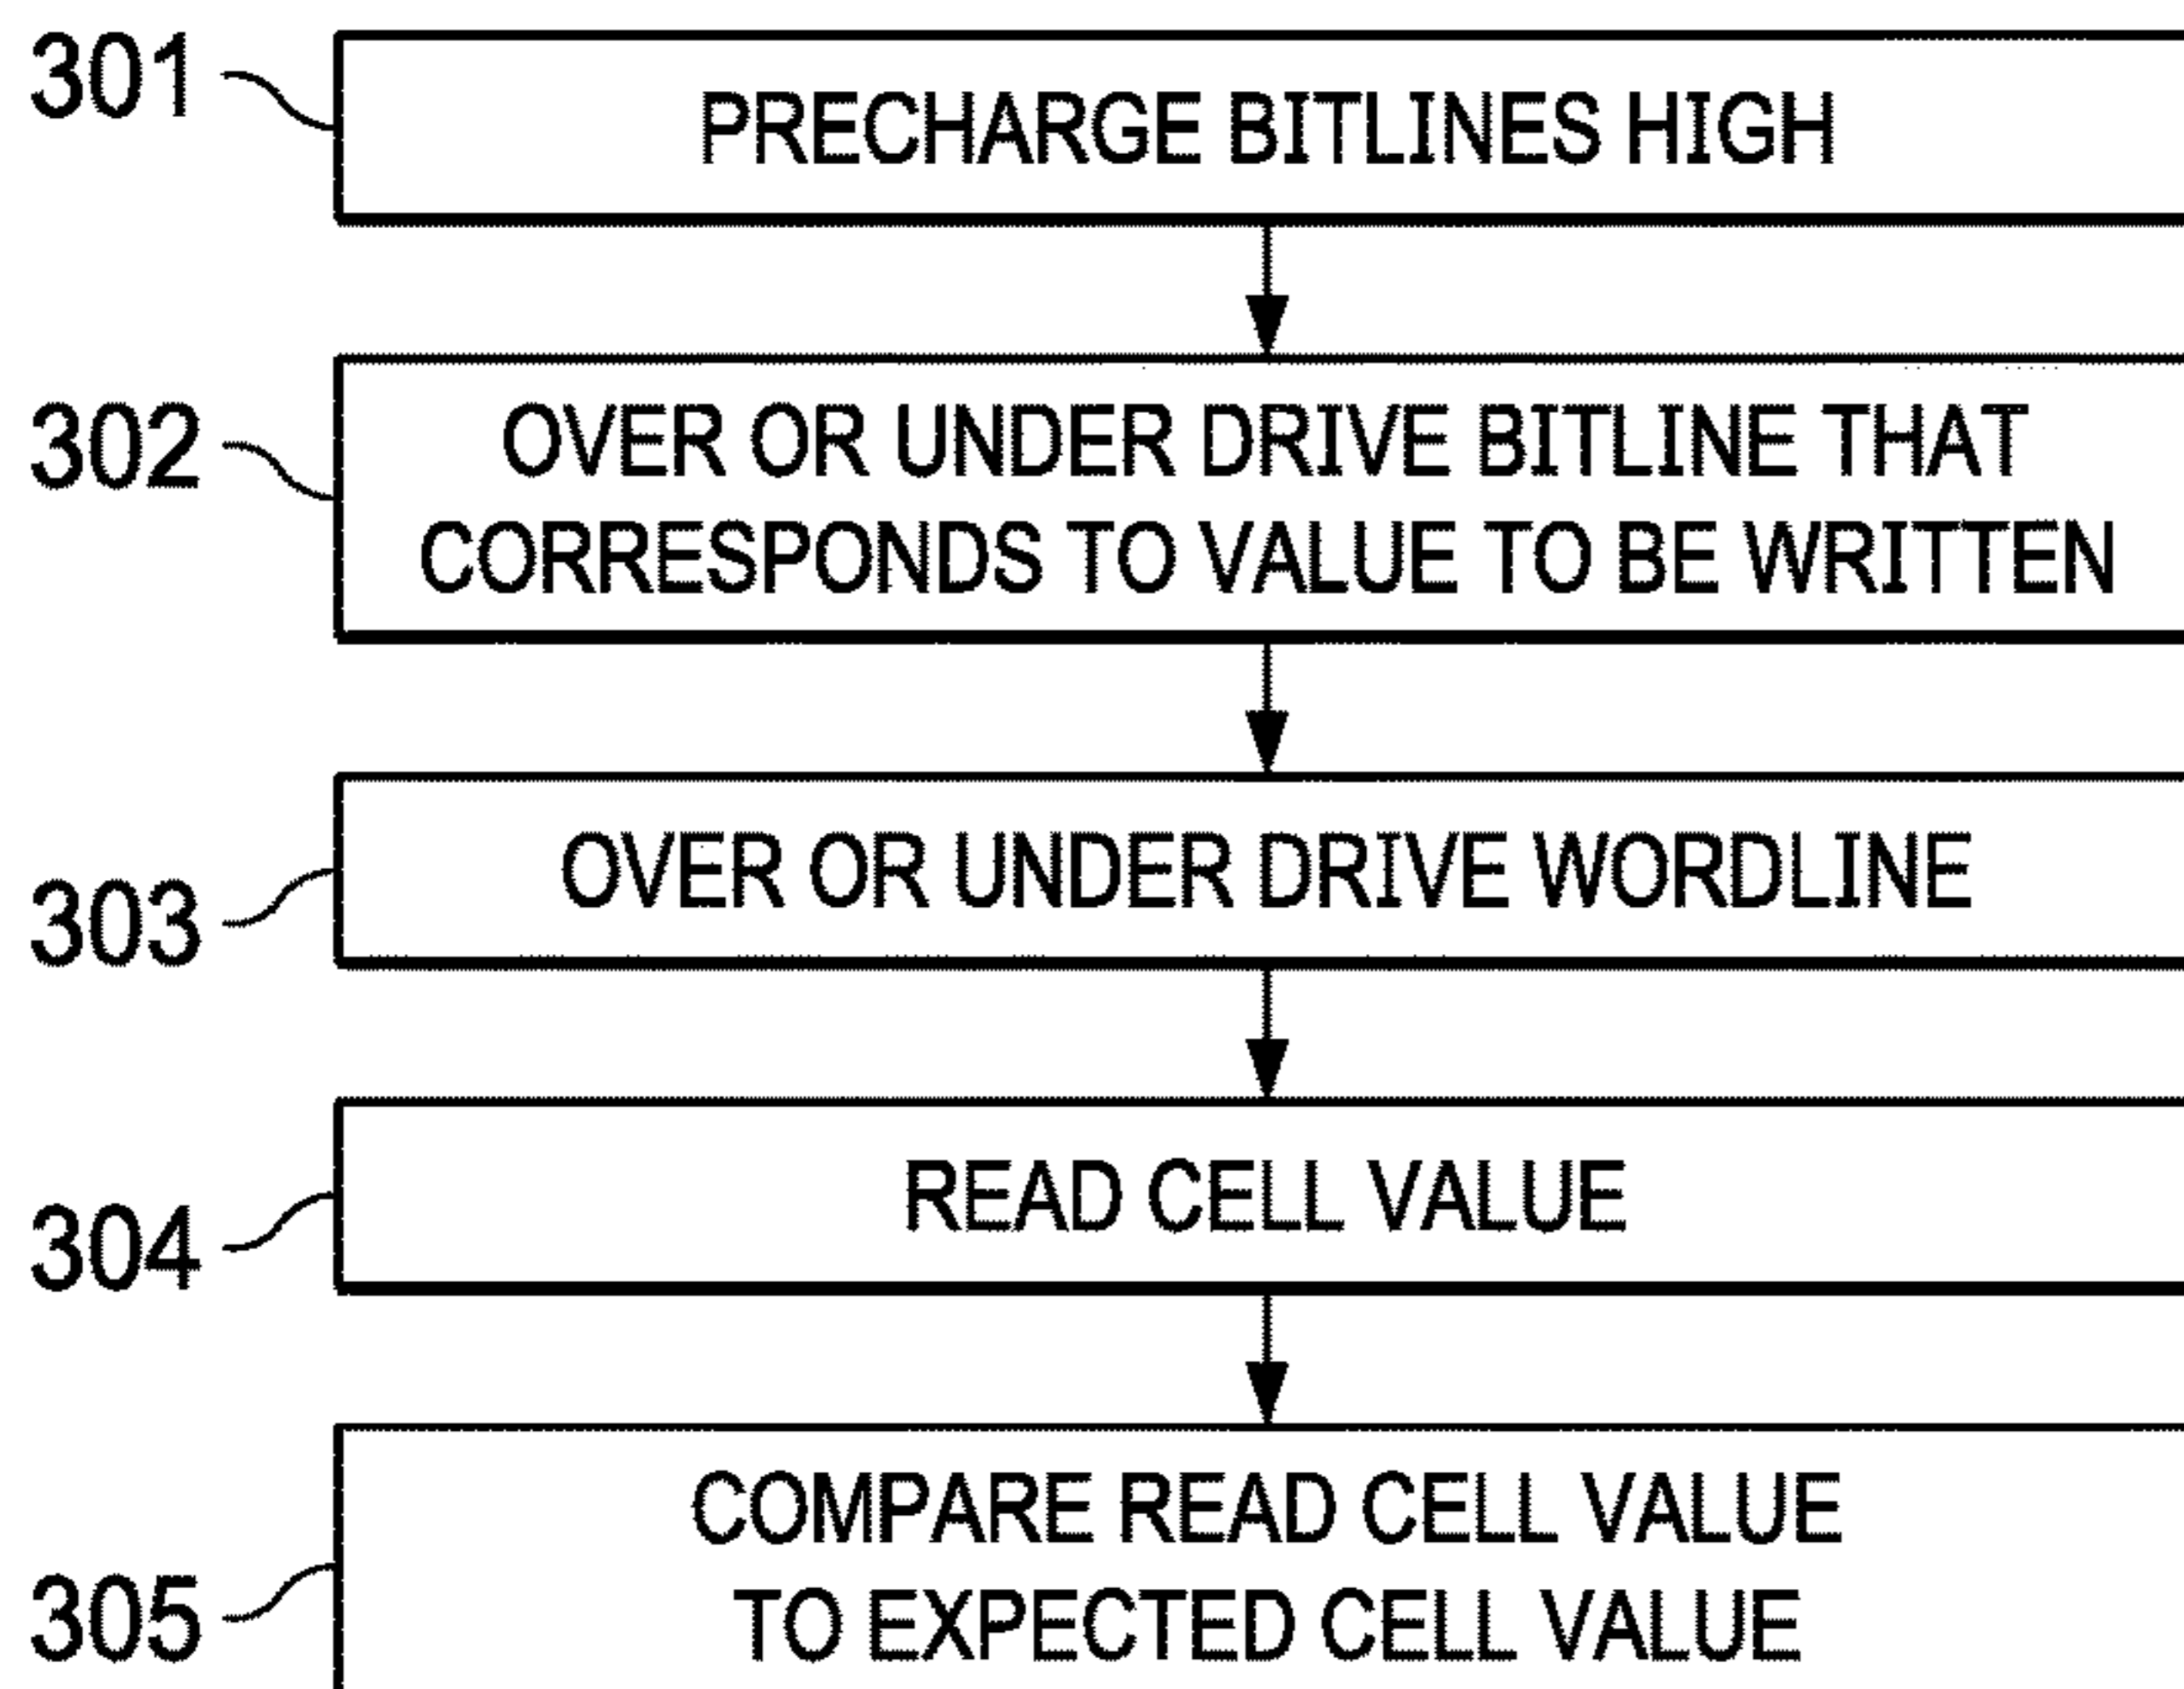 301
PRECHARGE BITLINES HIGH
302
OVER OR UNDER DRIVE BITLINE THAT
CORRESPONDS TO VALUE TO BE WRITTEN
303
OVER OR UNDER DRIVE WORDLINE
304
READ CELL VALUE
305
COMPARE READ CELL VALUE
TO EXPECTED CELL VALUE